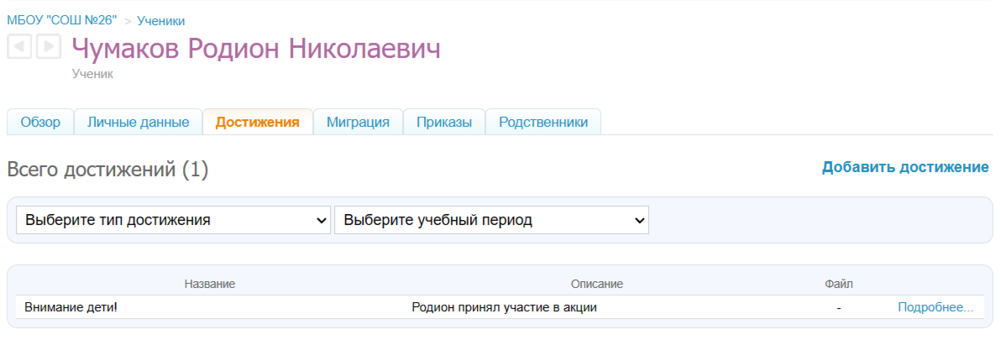 МБОУ "СОШ №26" > Ученики
Чумаков Родион Николаевич
Ученик
Обзор Личные данные Достижения Миграция Приказы Родственники
Всего достижений (1) Добавить достижение
Выберите тип достижения Выберите учебный период
Название Описание Файл
Внимание дети! Родион принял участие в акции - Подробнее...